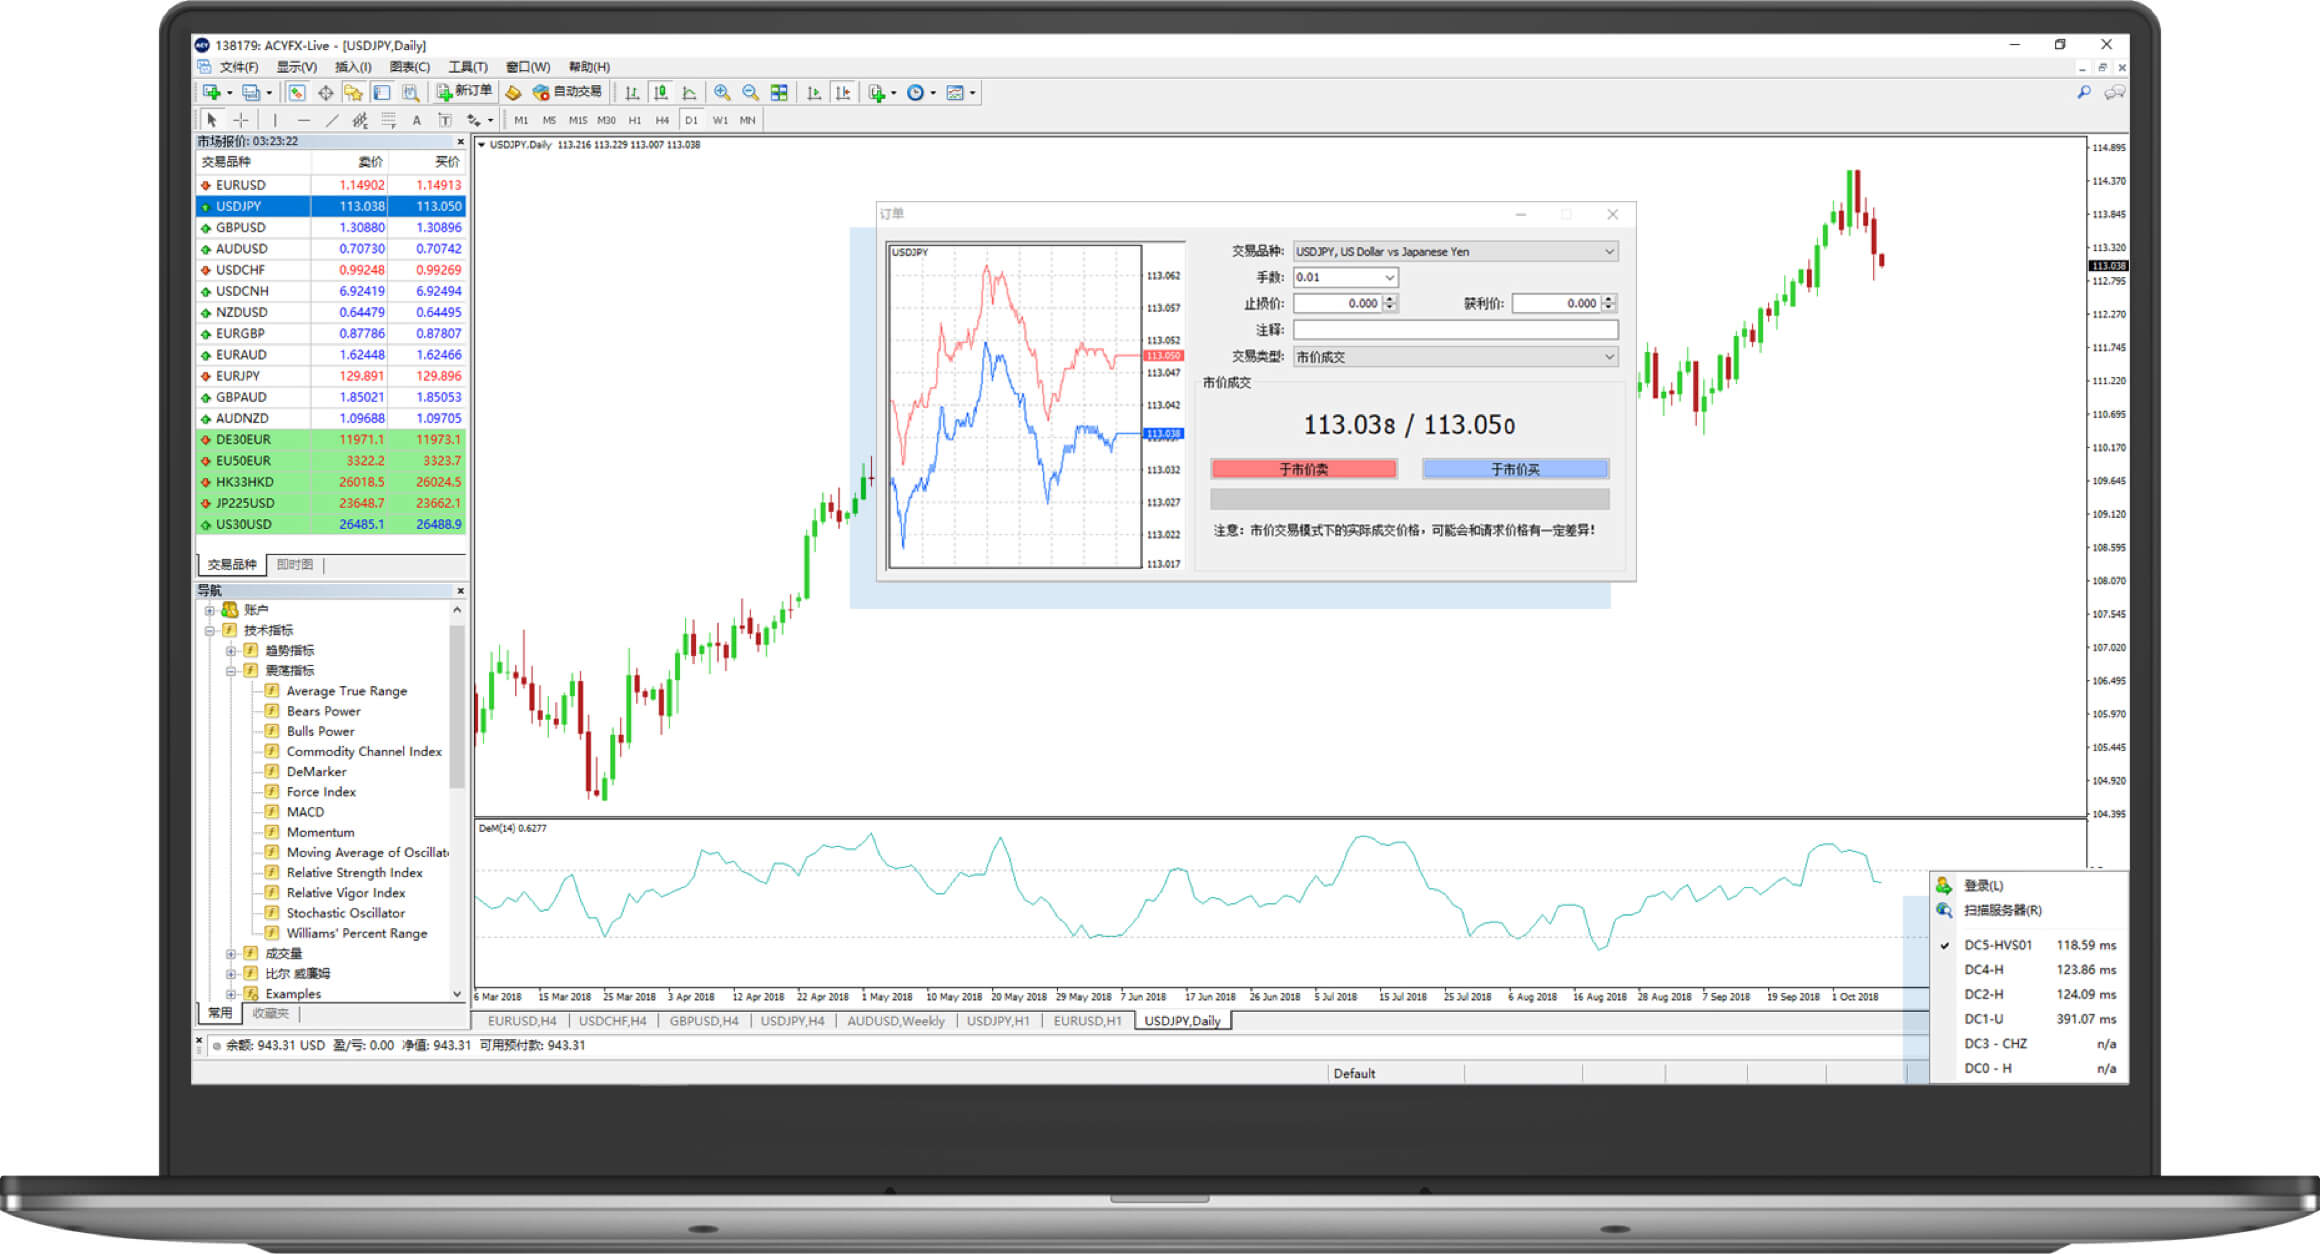 138179: ACYFX-Live - [USDJPY,Daily]
文件(F) 显示(V) 插入(I) 图表(C) 工具(T) 窗口(W) 帮助(H)
新订单 自动交易
A T M1 M5 M15 M30 H1 H4 D1 W1 MN
市场报价: 03:23:22
交易品种 卖价 买价
EURUSD 1.14902 1.14913
USDJPY 113.038 113.050
GBPUSD 1.30880 1.30896
AUDUSD 0.70730 0.70742
USDCHF 0.99248 0.99269
USDCNH 6.92419 6.92494
NZDUSD 0.64479 0.64495
EURGBP 0.87786 0.87807
EURAUD 1.62448 1.62466
EURJPY 129.891 129.896
GBPAUD 1.85021 1.85053
AUDNZD 1.09688 1.09705
DE30EUR 11971.1 11973.1
EU50EUR 3322.2 3323.7
HK33HKD 26018.5 26024.5
JP225USD 23648.7 23662.1
US30USD 26485.1 26488.9
交易品种 即时图
导航
账户
技术指标
趋势指标
震荡指标
Average True Range
Bears Power
Bulls Power
Commodity Channel Index
DeMarker
Force Index
MACD
Momentum
Moving Average of Oscillat
Relative Strength Index
Relative Vigor Index
Stochastic Oscillator
Williams' Percent Range
成交量
比尔 威廉姆
Examples
常用 收藏夹
USDJPY,Daily 113.216 113.229 113.007 113.038
114.895
114.370
113.845
113.320
113.038
112.795
112.270
111.745
111.220
110.695
110.170
109.645
109.120
108.595
108.070
107.545
107.020
106.495
105.970
105.445
104.920
104.395
订单
USDJPY
113.062
113.057
113.052
113.050
113.047
113.042
113.038
113.032
113.027
113.022
113.017
交易品种: USDJPY, US Dollar vs Japanese Yen
手数: 0.01
止损价: 0.000 获利价: 0.000
注释:
交易类型: 市价成交
市价成交
113.038 / 113.050
于市价卖 于市价买
注意：市价交易模式下的实际成交价格，可能会和请求价格有一定差异!
DeM(14) 0.6277
6 Mar 2018 15 Mar 2018 25 Mar 2018 3 Apr 2018 12 Apr 2018 22 Apr 2018 1 May 2018 10 May 2018 20 May 2018 29 May 2018 7 Jun 2018 17 Jun 2018 26 Jun 2018 5 Jul 2018 15 Jul 2018 25 Jul 2018 6 Aug 2018 16 Aug 2018 28 Aug 2018 7 Sep 2018 19 Sep 2018 1 Oct 2018
EURUSD,H4 USDCHF,H4 GBPUSD,H4 USDJPY,H4 AUDUSD,Weekly USDJPY,H1 EURUSD,H1 USDJPY,Daily
余额: 943.31 USD 盈/亏: 0.00 净值: 943.31 可用预付款: 943.31
Default
登录(L)
扫描服务器(R)
DC5-HVS01 118.59 ms
DC4-H 123.86 ms
DC2-H 124.09 ms
DC1-U 391.07 ms
DC3 - CHZ n/a
DC0 - H n/a